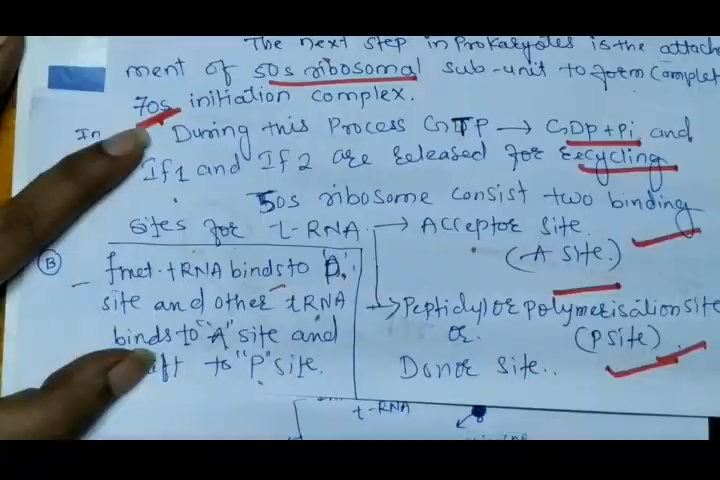 The next step in Prokaryotes is the attach
ment of 50s ribosomal sub-unit to form complet
70s initiation complex.
In
During this Process GTP → GDP+Pi and
If1 and If2 are released for recycling
50s ribosome consist two binding
sites for t-RNA → Acceptor site.
(A site.)
B
- fmet.tRNA binds to "P."
site and other tRNA → Peptidyl or polymerisation site
binds to "A" site and or. (P site).
to "P" site. Donor site..
t-RNA